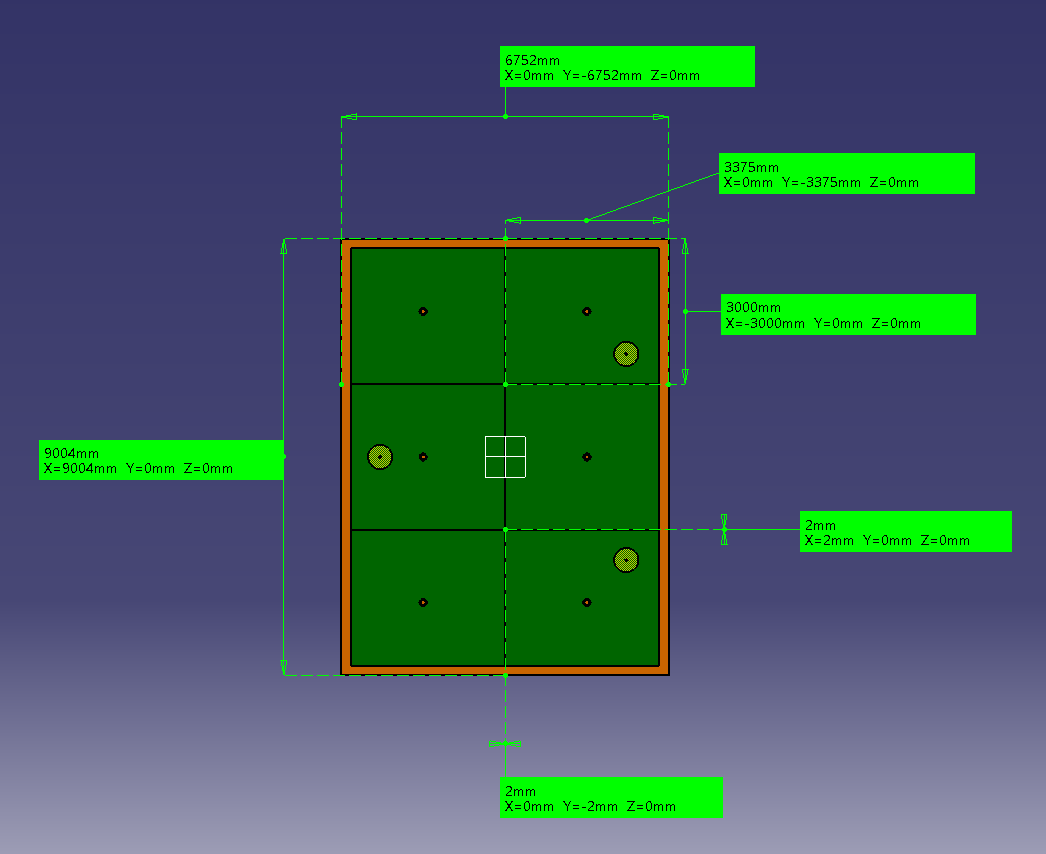 6752mm
X=0mm Y=-6752mm Z=0mm
3375mm
X=0mm Y=-3375mm Z=0mm
3000mm
X=-3000mm Y=0mm Z=0mm
9004mm
X=9004mm Y=0mm Z=0mm
2mm
X=2mm Y=0mm Z=0mm
2mm
X=0mm Y=-2mm Z=0mm